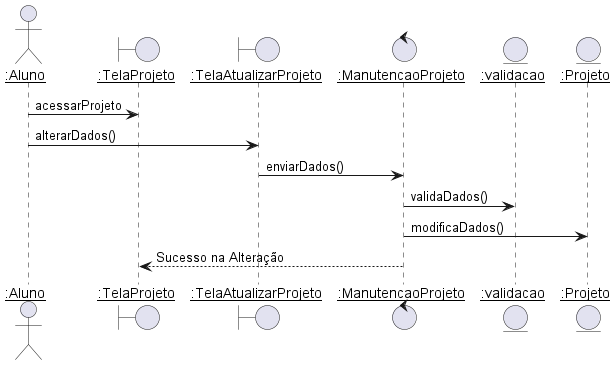 :Aluno :TelaProjeto :TelaAtualizarProjeto :ManutencaoProjeto :validacao :Projeto
acessarProjeto
alterarDados()
enviarDados()
validaDados()
modificaDados()
Sucesso na Alteração
:Aluno :TelaProjeto :TelaAtualizarProjeto :ManutencaoProjeto :validacao :Projeto